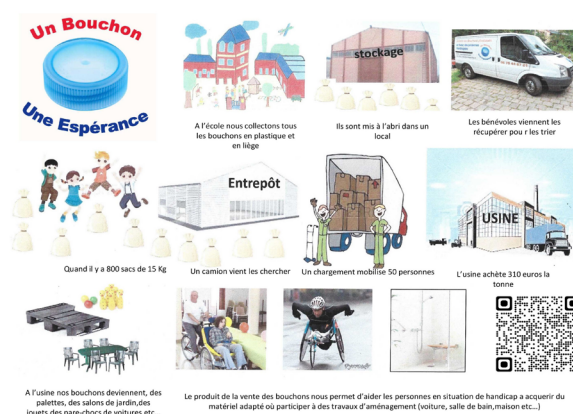 Un Bouchon
Une Espérance
stockage
A l'école nous collectons tous
les bouchons en plastique et
en liège
Ils sont mis à l'abri dans un
local
Les bénévoles viennent les
récupérer pou r les trier
Entrepôt
USINE
Quand il y a 800 sacs de 15 Kg
Un camion vient les chercher
Un chargement mobilise 50 personnes
L'usine achète 310 euros la
tonne
A l'usine nos bouchons deviennent, des
palettes, des salons de jardin,des
jouets des pare-chocs de voitures etc
Le produit de la vente des bouchons nous permet d'aider les personnes en situation de handicap a acquerir du
matériel adapté où participer à des travaux d'aménagement (voiture, salle de bain,maison etc…)